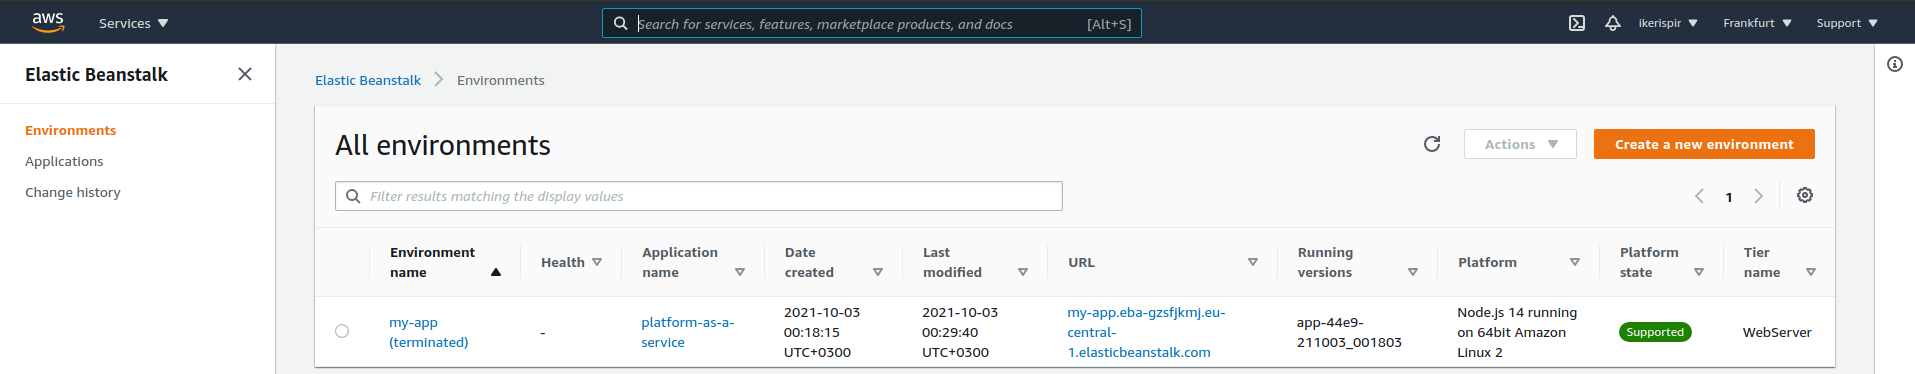 aws
Services
Search for services, features, marketplace products, and docs [Alt+S]
ikerispir
Frankfurt
Support
Elastic Beanstalk
Environments
Applications
Change history
Elastic Beanstalk
Environments
All environments
Actions
Create a new environment
Filter results matching the display values
1
Environment
name
Health
Application
name
Date
created
Last
modified
URL
Running
versions
Platform
Platform
state
Tier
name
my-app
(terminated)
-
platform-as-a-
service
2021-10-03
00:18:15
UTC+0300
2021-10-03
00:29:40
UTC+0300
my-app.eba-gzsfjkmj.eu-
central-
1.elasticbeanstalk.com
app-44e9-
211003_001803
Node.js 14 running
on 64bit Amazon
Linux 2
Supported
WebServer